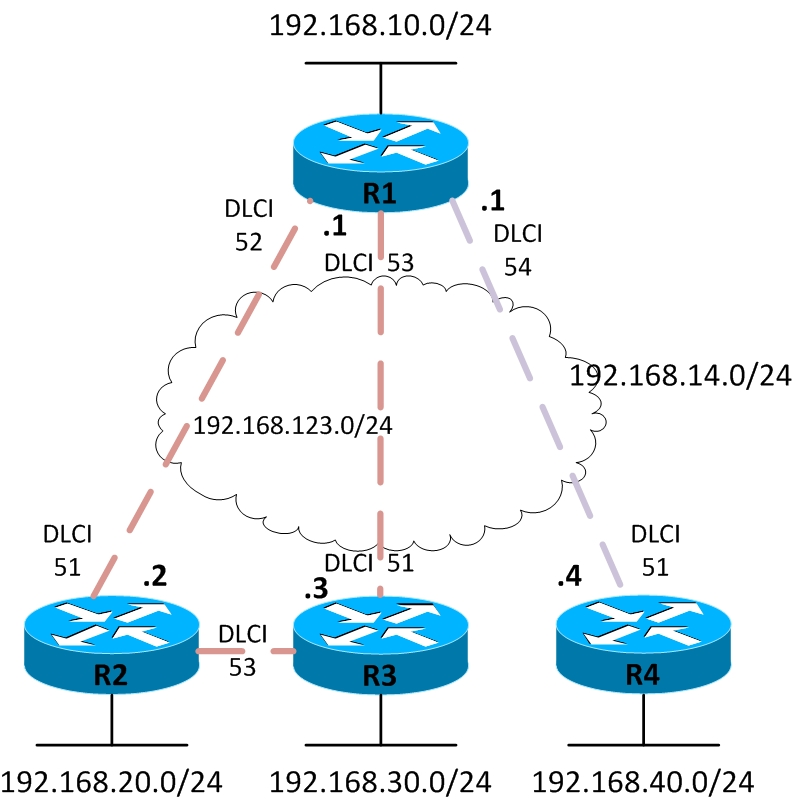 192.168.10.0/24
R1
DLCI
52
.1
.1
DLCI
54
DLCI 53
192.168.14.0/24
192.168.123.0/24
DLCI
51
.2
DLCI 51
.3
.4
DLCI
51
DLCI
53
R2
R3
R4
192.168.20.0/24
192.168.30.0/24
192.168.40.0/24